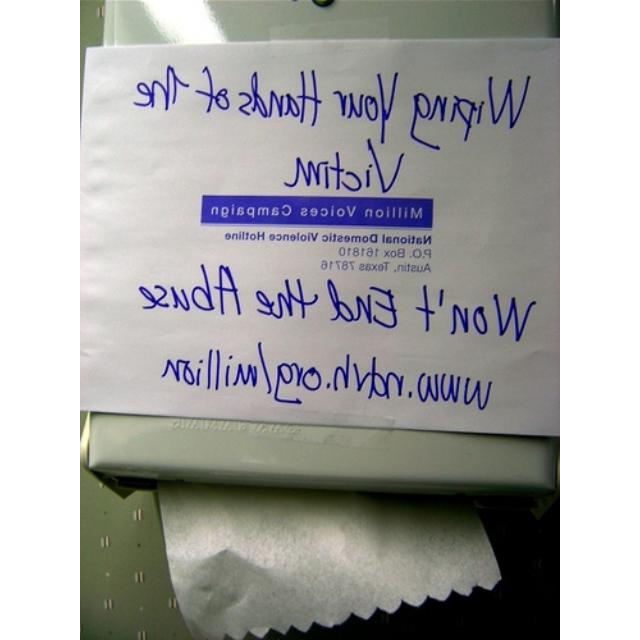 Wiping Your Hands of the
Victim
Million Voices Campaign
National Domestic Violence Hotline
P.O. Box 161810
Austin, Texas 78716
Won't End the Abuse
www.ndvh.org/million